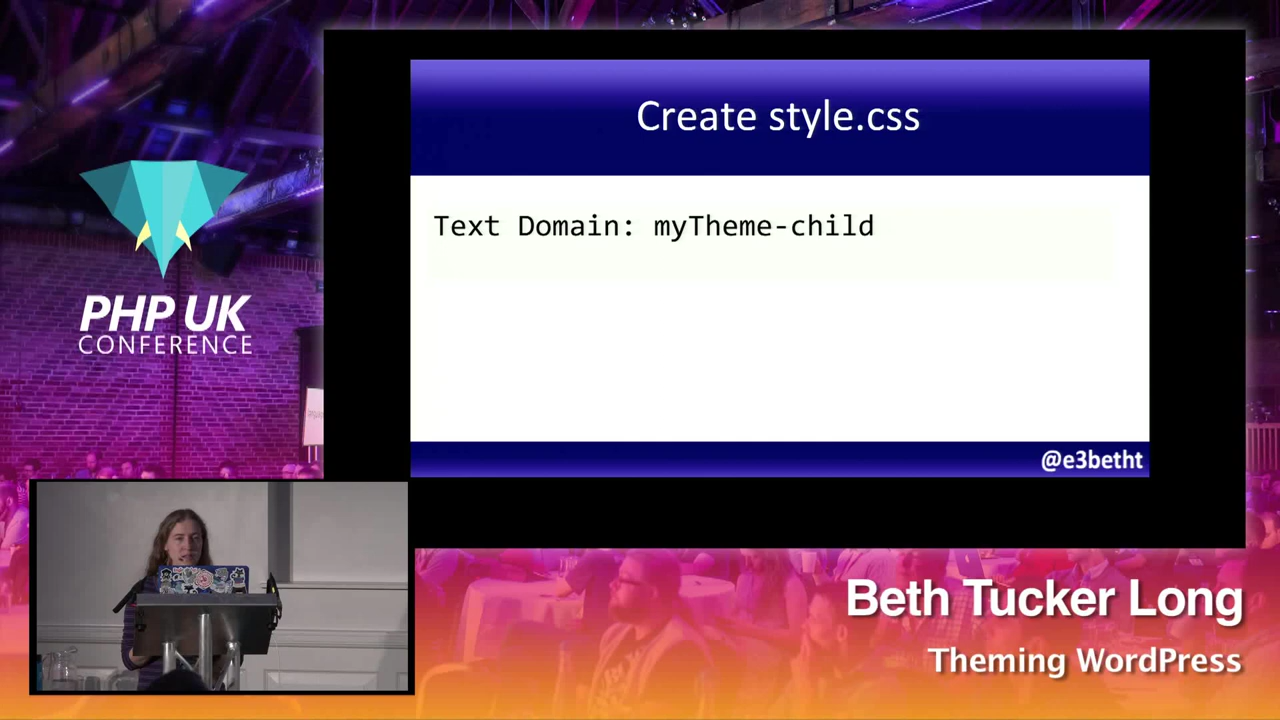 Create style.css
Text Domain: myTheme-child
@e3betht
PHP UK
CONFERENCE
Beth Tucker Long
Theming WordPress